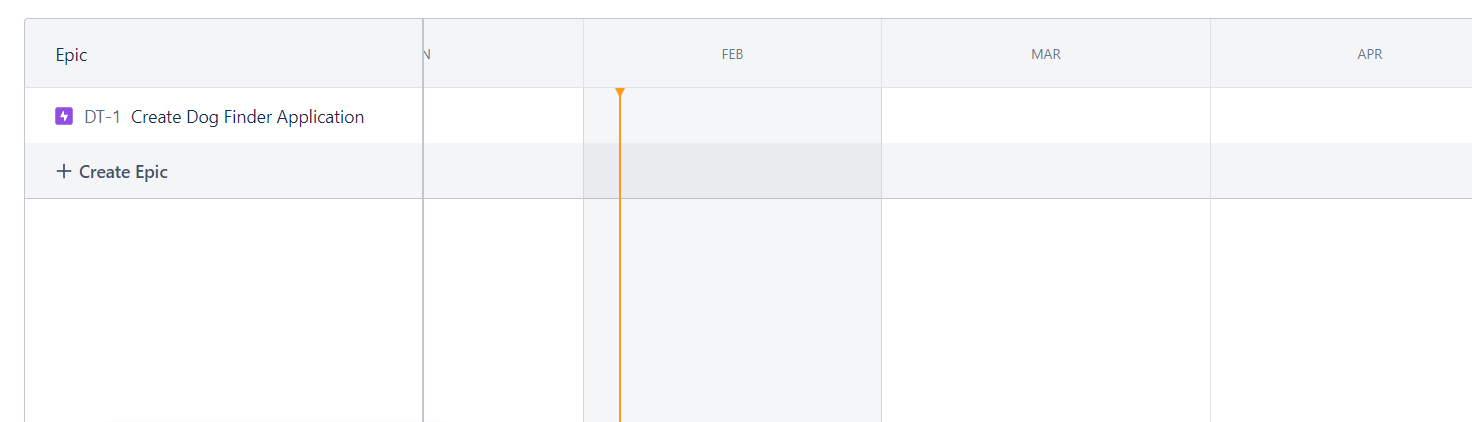 Epic
N
FEB
MAR
APR
DT-1 Create Dog Finder Application
+ Create Epic